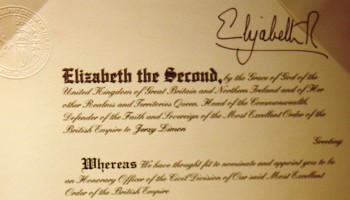 Elizabeth R
Elizabeth the Second, by the Grace of God of the
United Kingdom of Great Britain and Northern Ireland and of Her
other Realms and Territories Queen, Head of the Commonwealth,
Defender of the Faith and Sovereign of the Most Excellent Order of the
British Empire to Jerzy Limon
Greeting
Whereas We have thought fit to nominate and appoint you to be
an Honorary Officer of the Civil Division of Our said Most Excellent
Order of the British Empire